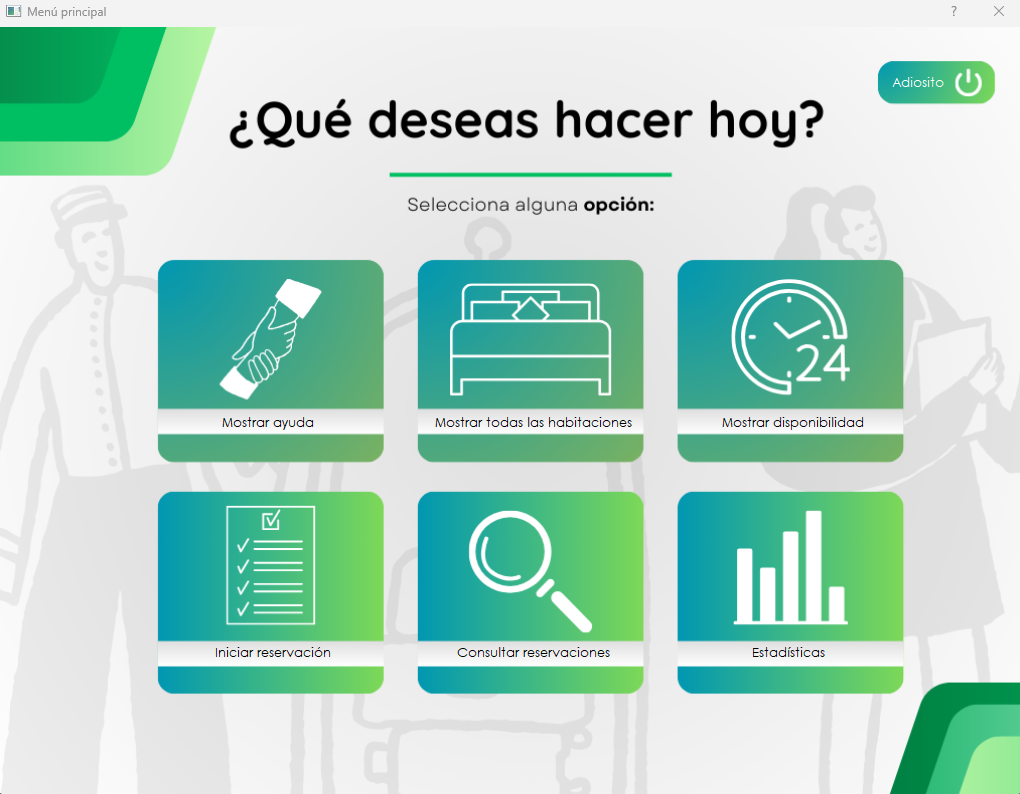 Menú principal
?
Adiosito
¿Qué deseas hacer hoy?
Selecciona alguna opción:
24
Mostrar ayuda
Mostrar todas las habitaciones
Mostrar disponibilidad
Iniciar reservación
Consultar reservaciones
Estadísticas